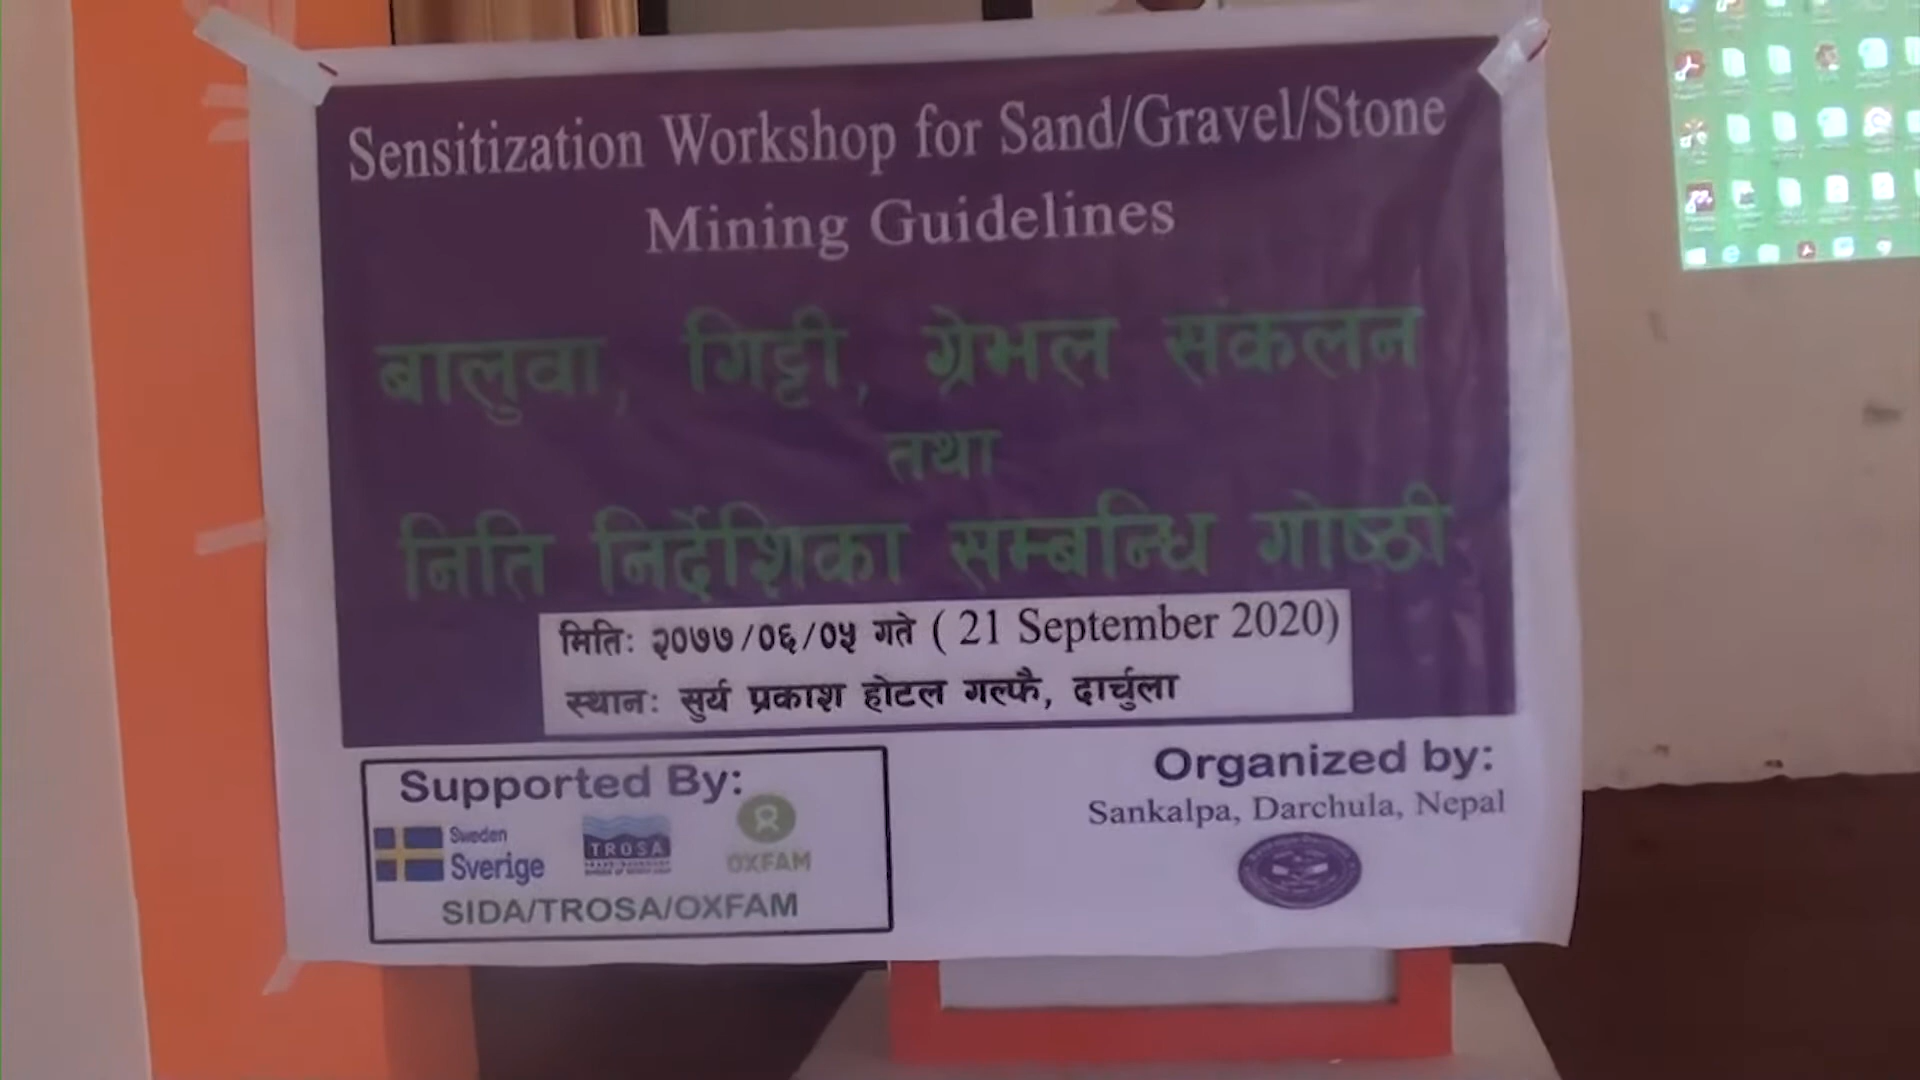 Sensitization Workshop for Sand/Gravel/Stone
Mining Guidelines
बालुवा, गिट्टी, ग्रेभल संकलन
तथा
निति निर्देशिका सम्बन्धि गोष्ठी
मितिः २०७७/०६/०५ गते ( 21 September 2020)
स्थानः सुर्य प्रकाश होटल गल्फै, दार्चुला
Supported By:
Sweden
Sverige
TROSA
OXFAM
SIDA/TROSA/OXFAM
Organized by:
Sankalpa, Darchula, Nepal